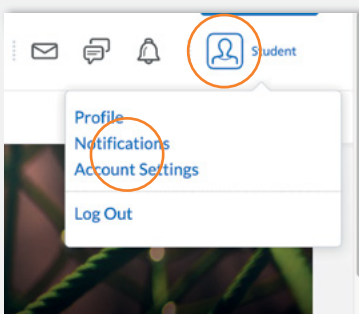 Student
Profile
Notifications
Account Settings
Log Out